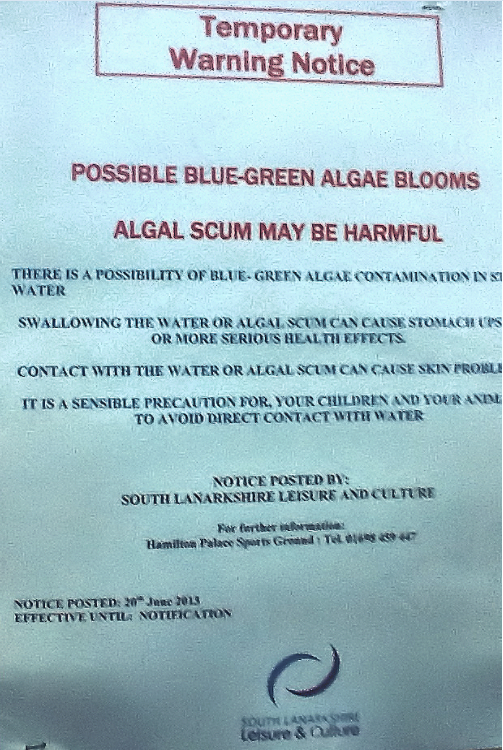 Temporary
Warning Notice
POSSIBLE BLUE-GREEN ALGAE BLOOMS
ALGAL SCUM MAY BE HARMFUL
THERE IS A POSSIBILITY OF BLUE- GREEN ALGAE CONTAMINATION IN
WATER
SWALLOWING THE WATER OR ALGAL SCUM CAN CAUSE STOMACH UPS
OR MORE SERIOUS HEALTH EFFECTS.
CONTACT WITH THE WATER OR ALGAL SCUM CAN CAUSE SKIN PROBLE
IT IS A SENSIBLE PRECAUTION FOR, YOUR CHILDREN AND YOUR ANIM
TO AVOID DIRECT CONTACT WITH WATER
NOTICE POSTED BY:
SOUTH LANARKSHIRE LEISURE AND CULTURE
For further information:
Hamilton Palace Sports Ground : Tel. 01698 459 447
NOTICE POSTED: 20th June 2013
EFFECTIVE UNTIL: NOTIFICATION
SOUTH LANARKSHIRE
Leisure & Culture